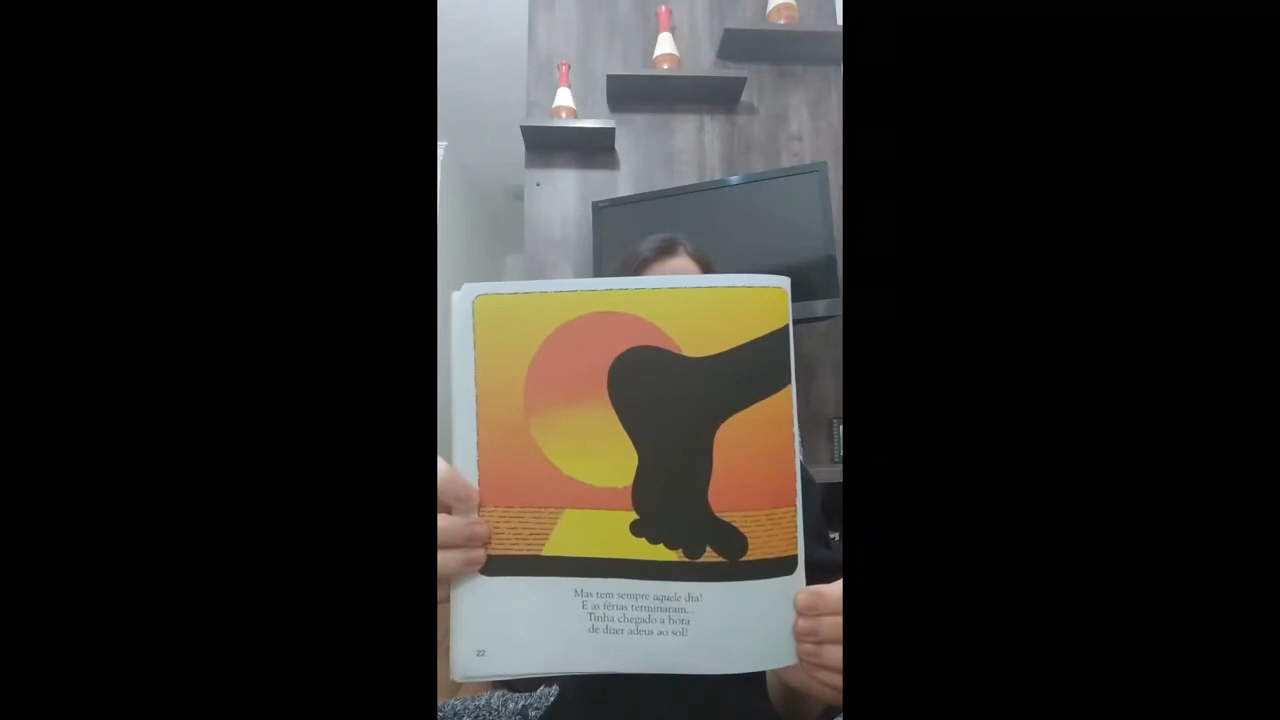 Mas tem sempre aquele dia!
E as férias terminaram...
Tinha chegado a hora
de dizer adeus ao sol!
22